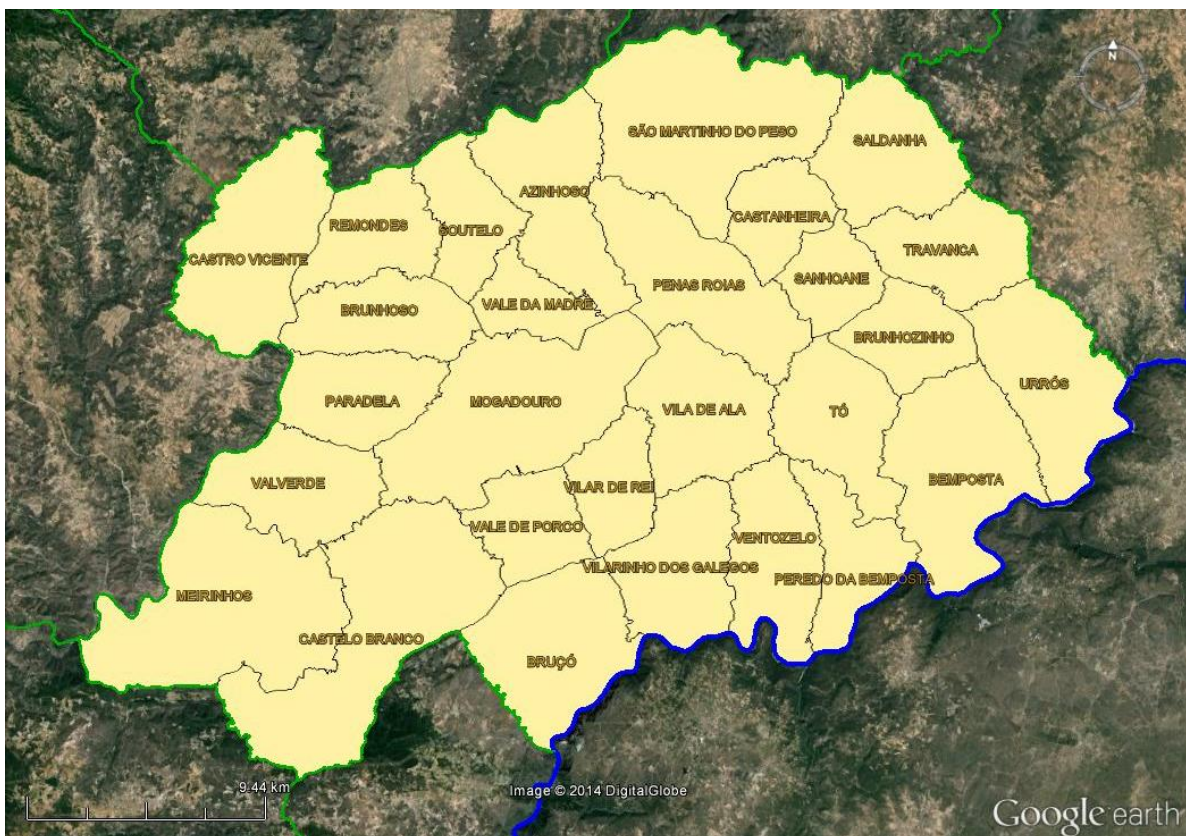 N
SÃO MARTINHO DO PESO
SALDANHA
AZINHOSO
CASTANHEIRA
REMONDES
SOUTELO
TRAVANCA
CASTRO VICENTE
SANHOANE
PENAS ROIAS
VALE DA MADRE
BRUNHOSO
BRUNHOZINHO
URRÓS
PARADELA
MOGADOURO
VILA DE ALA
TÓ
BEMPOSTA
VALVERDE
VILAR DE REI
VALE DE PORCO
VENTOZELO
VILARINHO DOS GALEGOS
PEREDO DA BEMPOSTA
MEIRINHOS
CASTELO BRANCO
BRUÇÓ
9.44 km
Image © 2014 DigitalGlobe
Google earth